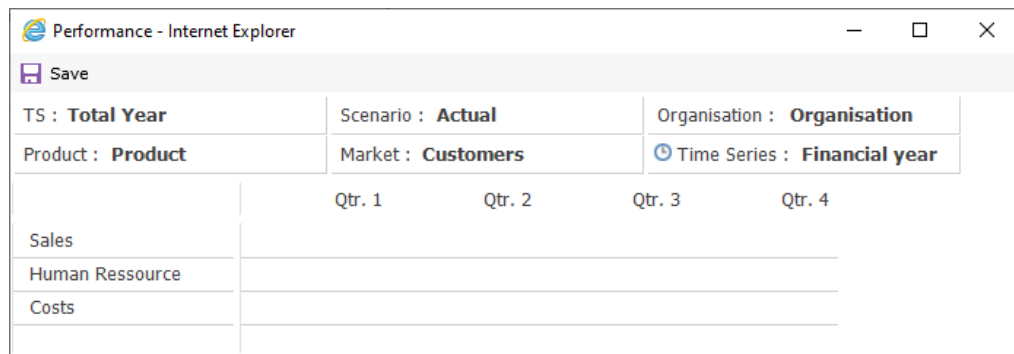 Performance - Internet Explorer
Save
TS : Total Year Scenario : Actual Organisation : Organisation
Product : Product Market : Customers Time Series : Financial year
Qtr. 1 Qtr. 2 Qtr. 3 Qtr. 4
Sales
Human Ressource
Costs